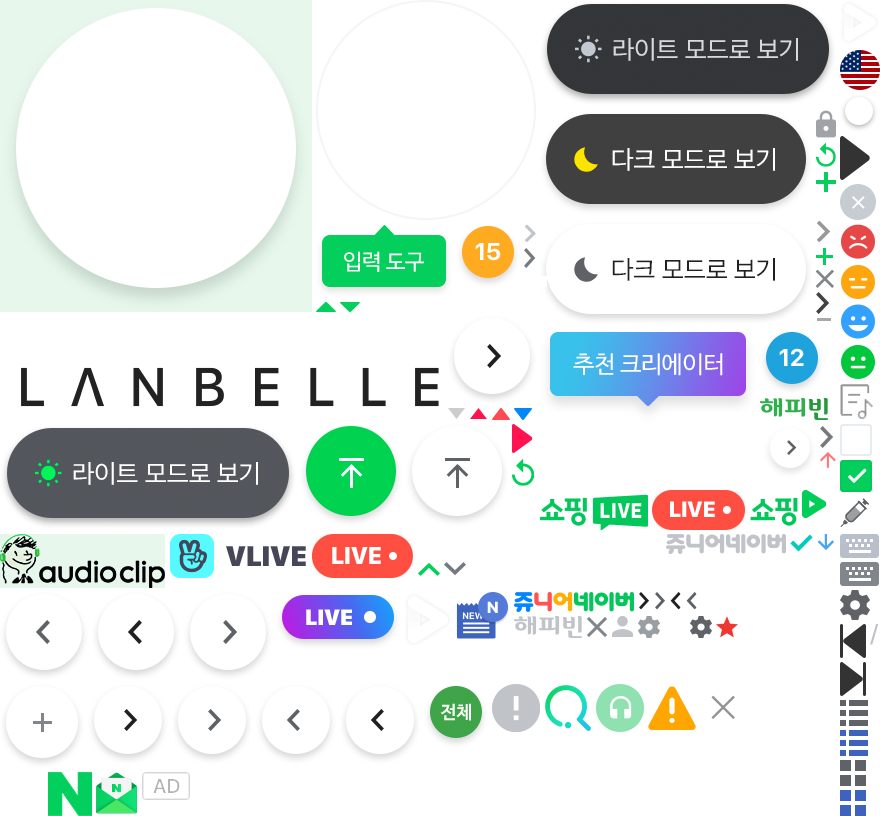 라이트 모드로 보기
다크 모드로 보기
입력 도구
15
다크 모드로 보기
추천 크리에이터
12
LANBELLE
해피빈
라이트 모드로 보기
쇼핑 LIVE
LIVE
쇼핑
쥬니어네이버
audioclip
VLIVE
LIVE
LIVE
NEWS
N
쥬니어네이버
해피빈
전체
N
N
AD